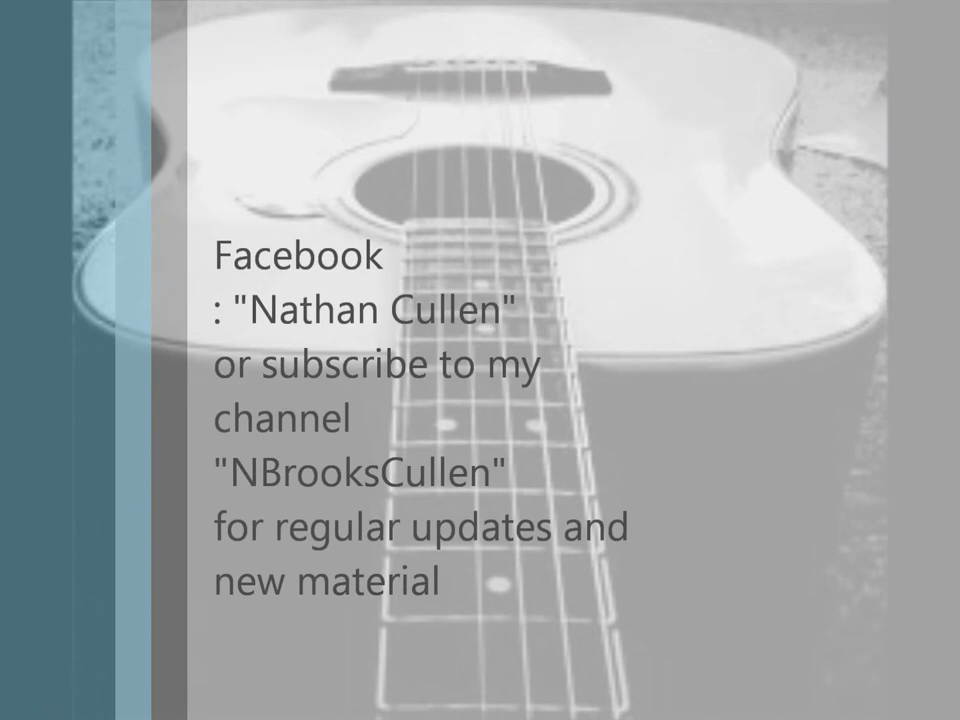 Facebook
: "Nathan Cullen"
or subscribe to my
channel
"NBrooksCullen"
for regular updates and
new material